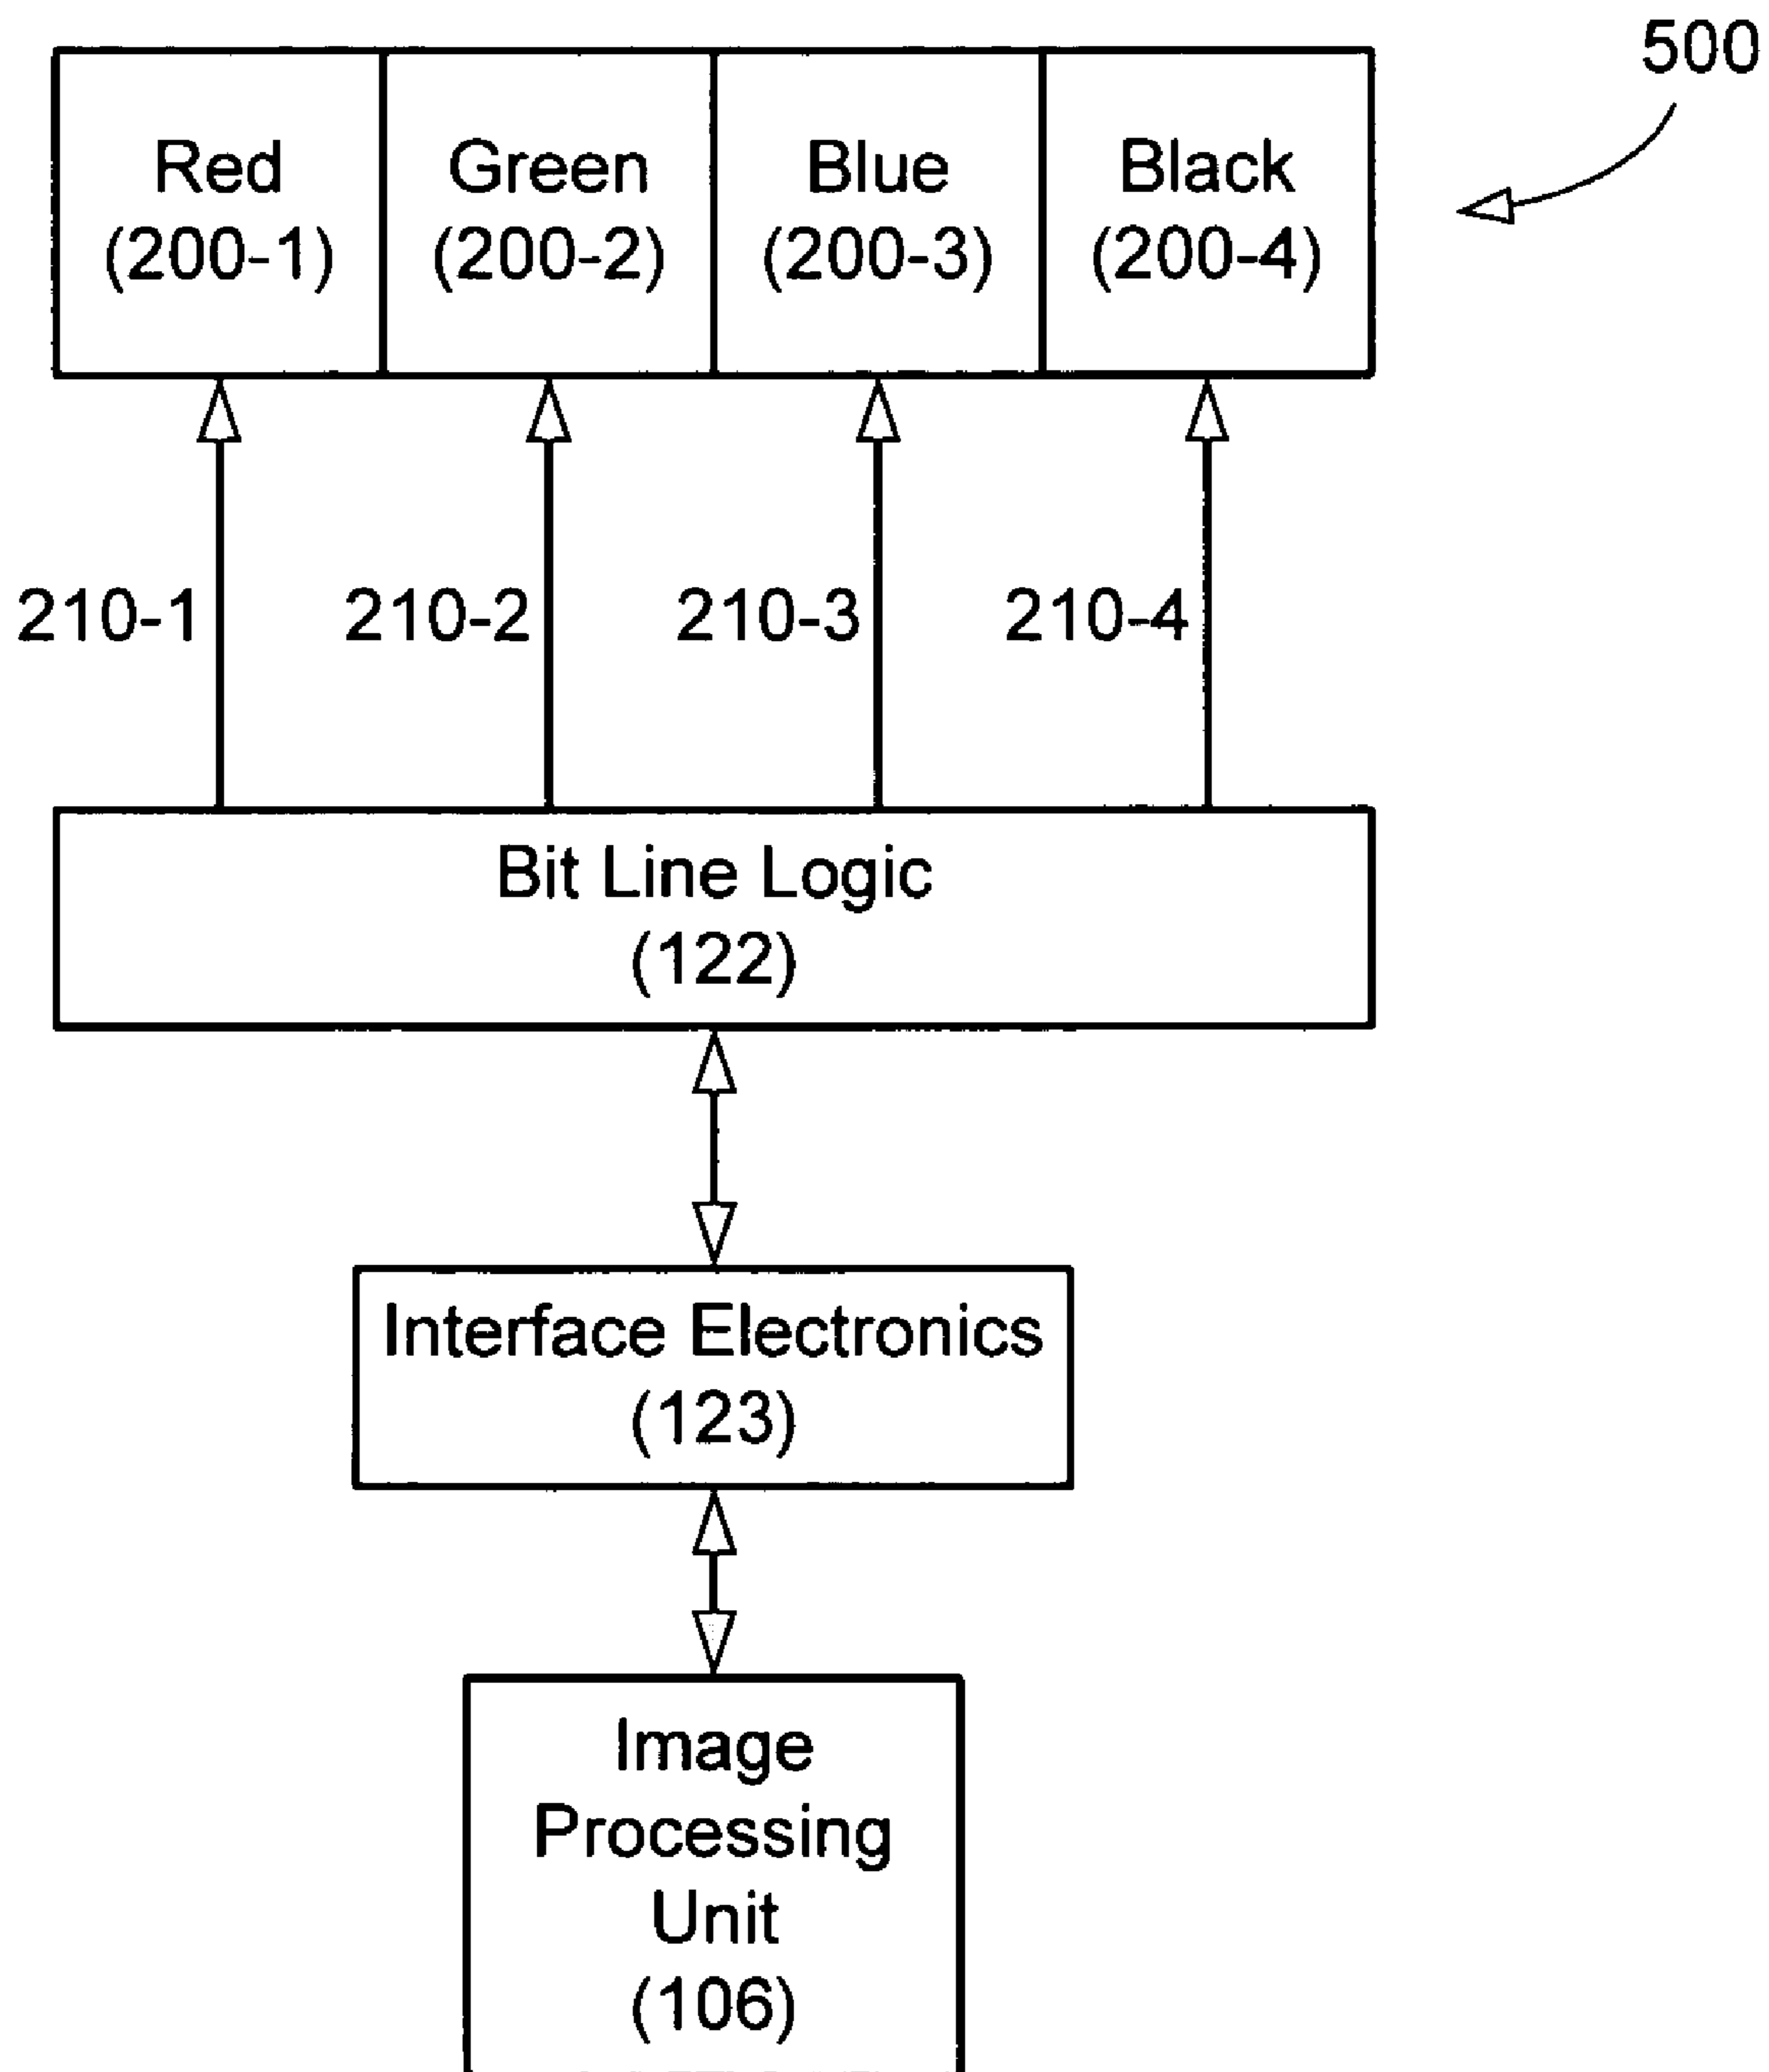 500
Red
(200-1)
Green
(200-2)
Blue
(200-3)
Black
(200-4)
210-1
210-2
210-3
210-4
Bit Line Logic
(122)
Interface Electronics
(123)
Image
Processing
Unit
(106)